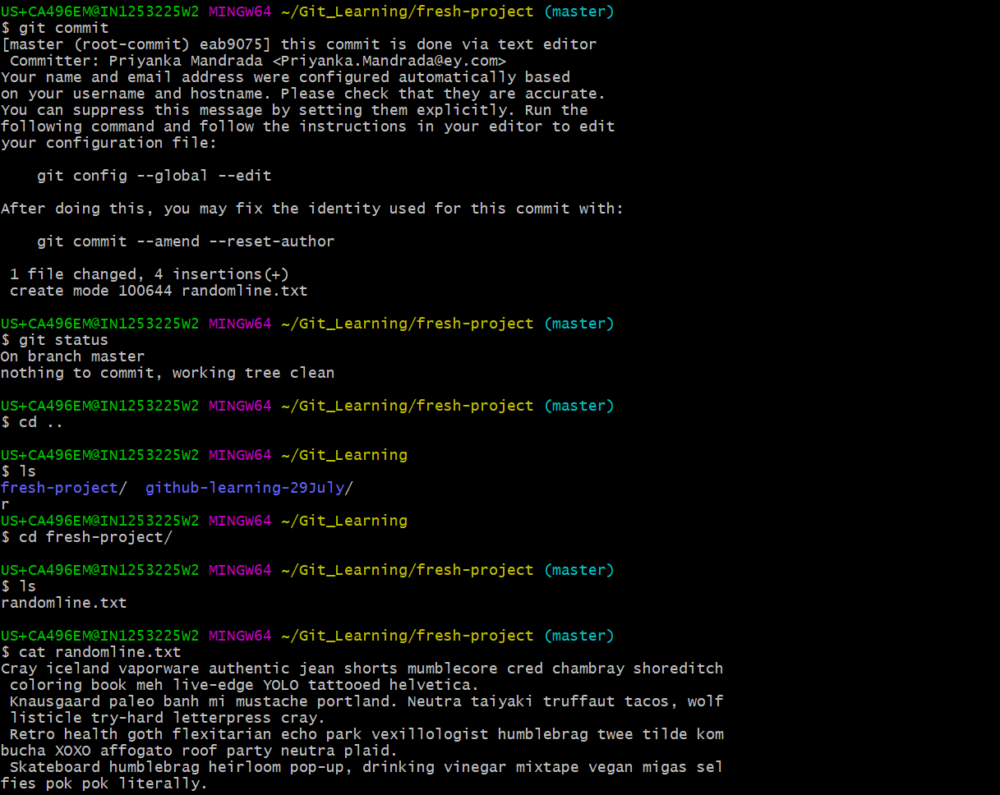 US+CA496EM@IN1253225W2 MINGW64 ~/Git_Learning/fresh-project (master)
$ git commit
[master (root-commit) eab9075] this commit is done via text editor
 Committer: Priyanka Mandrada <Priyanka.Mandrada@ey.com>
Your name and email address were configured automatically based
on your username and hostname. Please check that they are accurate.
You can suppress this message by setting them explicitly. Run the
following command and follow the instructions in your editor to edit
your configuration file:

    git config --global --edit

After doing this, you may fix the identity used for this commit with:

    git commit --amend --reset-author

 1 file changed, 4 insertions(+)
 create mode 100644 randomline.txt

US+CA496EM@IN1253225W2 MINGW64 ~/Git_Learning/fresh-project (master)
$ git status
On branch master
nothing to commit, working tree clean

US+CA496EM@IN1253225W2 MINGW64 ~/Git_Learning/fresh-project (master)
$ cd ..

US+CA496EM@IN1253225W2 MINGW64 ~/Git_Learning
$ ls
fresh-project/  github-learning-29July/
r
US+CA496EM@IN1253225W2 MINGW64 ~/Git_Learning
$ cd fresh-project/

US+CA496EM@IN1253225W2 MINGW64 ~/Git_Learning/fresh-project (master)
$ ls
randomline.txt

US+CA496EM@IN1253225W2 MINGW64 ~/Git_Learning/fresh-project (master)
$ cat randomline.txt
Cray iceland vaporware authentic jean shorts mumblecore cred chambray shoreditch
 coloring book meh live-edge YOLO tattooed helvetica.
 Knausgaard paleo banh mi mustache portland. Neutra taiyaki truffaut tacos, wolf
 listicle try-hard letterpress cray.
 Retro health goth flexitarian echo park vexillologist humblebrag twee tilde kom
bucha XOXO affogato roof party neutra plaid.
 Skateboard humblebrag heirloom pop-up, drinking vinegar mixtape vegan migas sel
fies pok pok literally.